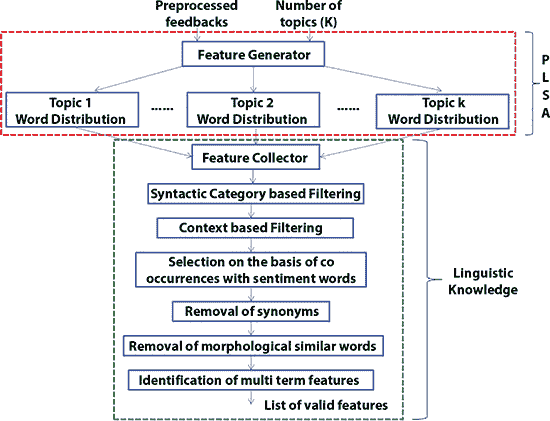 Preprocessed
feedbacks
Number of
topics (K)
Feature Generator
Topic 1
Word Distribution
......
Topic 2
Word Distribution
......
Topic k
Word Distribution
P
L
S
A
Feature Collector
Syntactic Category based Filtering
Context based Filtering
Selection on the basis of co
occurrences with sentiment words
Removal of synonyms
Removal of morphological similar words
Identification of multi term features
List of valid features
Linguistic
Knowledge